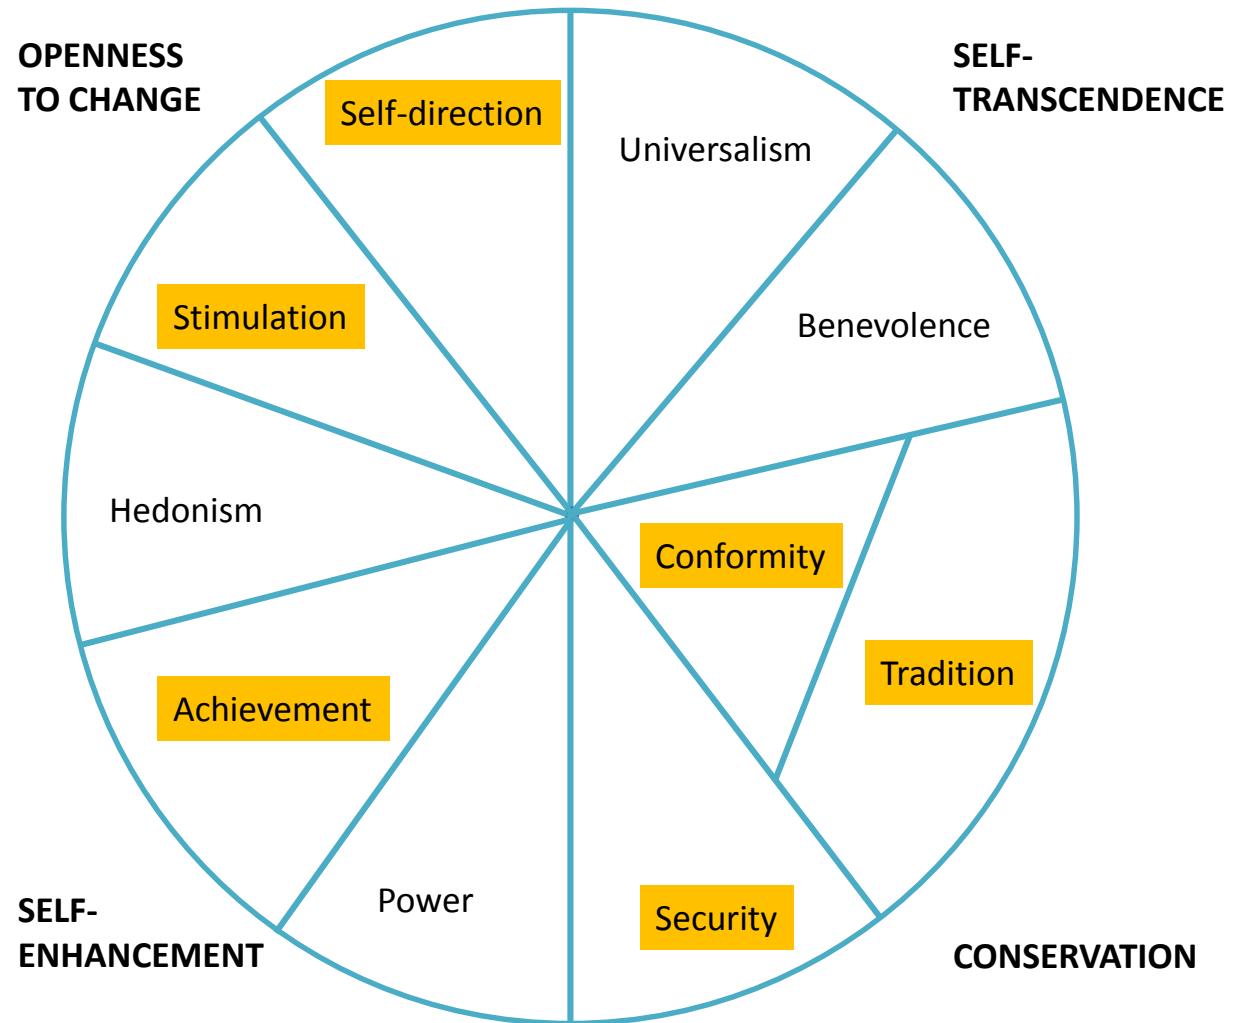 OPENNESS
TO CHANGE
SELF-
TRANSCENDENCE
Self-direction
Universalism
Stimulation
Benevolence
Hedonism
Conformity
Tradition
Achievement
Power
Security
SELF-
ENHANCEMENT
CONSERVATION